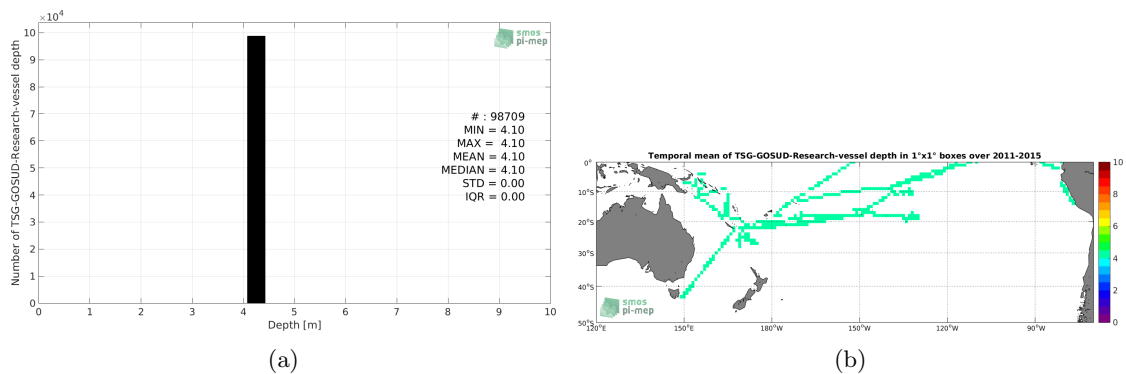 ×10⁴
10
9
8
7
6
5
4
3
2
1
0
Number of TSG-GOSUD-Research-vessel depth
smos
pi-mep
# : 98709
MIN = 4.10
MAX = 4.10
MEAN = 4.10
MEDIAN = 4.10
STD = 0.00
IQR = 0.00
0 1 2 3 4 5 6 7 8 9 10
Depth [m]
(a)
Temporal mean of TSG-GOSUD-Research-vessel depth in 1°x1° boxes over 2011-2015
0°
10°S
20°S
30°S
40°S
50°S
smos
pi-mep
120°E 150°E 180°W 150°W 120°W 90°W
10
8
6
4
2
0
(b)